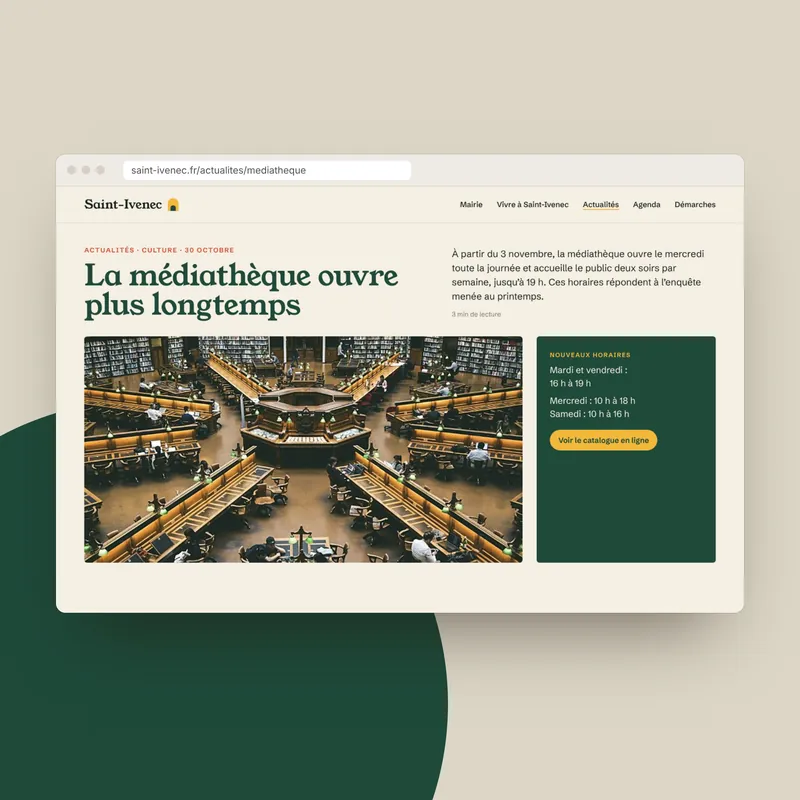 saint-ivenec.fr/actualites/mediatheque
Saint-Ivenec
Mairie
Vivre à Saint-Ivenec
Actualités
Agenda
Démarches
ACTUALITÉS · CULTURE · 30 OCTOBRE
La médiathèque ouvre
plus longtemps
À partir du 3 novembre, la médiathèque ouvre le mercredi
toute la journée et accueille le public deux soirs par
semaine, jusqu'à 19 h. Ces horaires répondent à l'enquête
menée au printemps.
3 min de lecture
NOUVEAUX HORAIRES
Mardi et vendredi :
16 h à 19 h
Mercredi : 10 h à 18 h
Samedi : 10 h à 16 h
Voir le catalogue en ligne